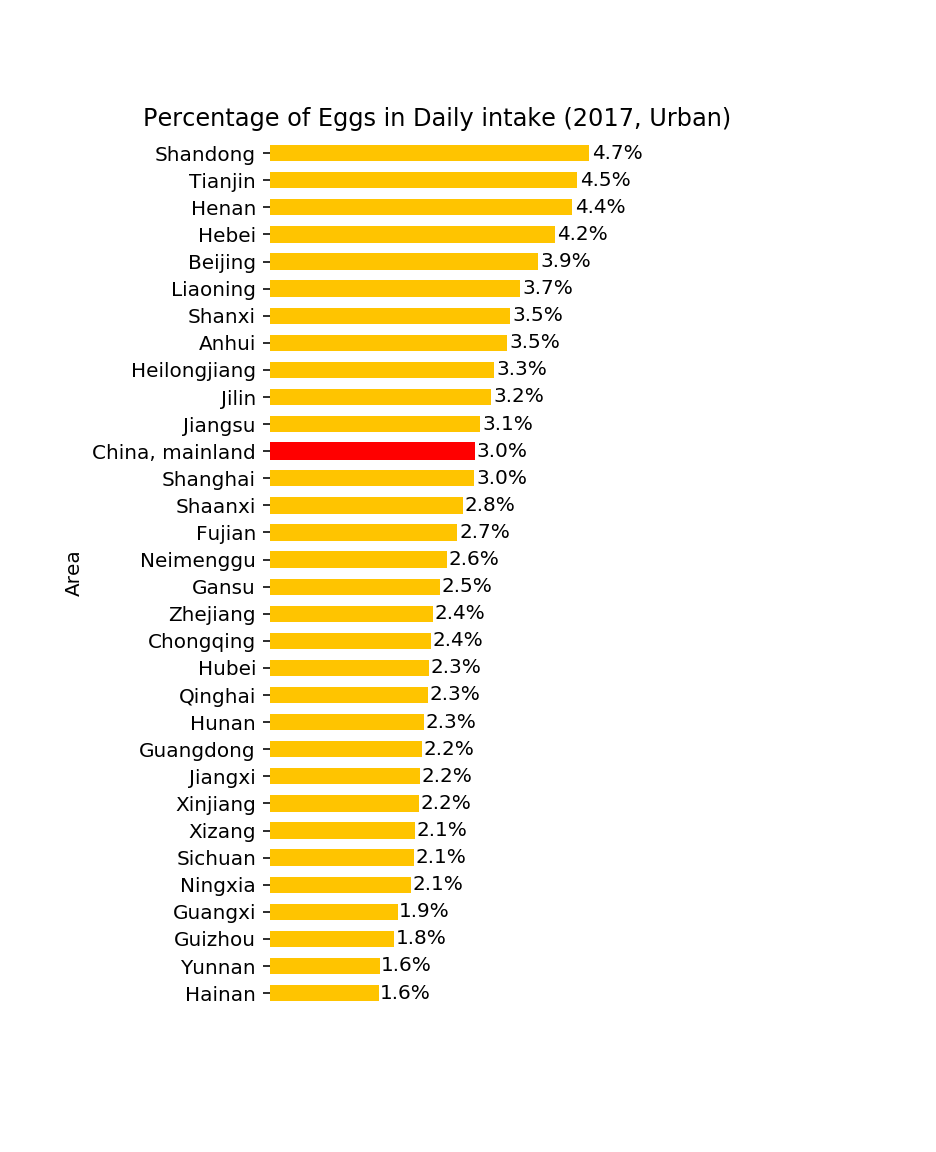 Percentage of Eggs in Daily intake (2017, Urban)
Shandong 4.7%
Tianjin 4.5%
Henan 4.4%
Hebei 4.2%
Beijing 3.9%
Liaoning 3.7%
Shanxi 3.5%
Anhui 3.5%
Heilongjiang 3.3%
Jilin 3.2%
Jiangsu 3.1%
China, mainland 3.0%
Shanghai 3.0%
Shaanxi 2.8%
Fujian 2.7%
Neimenggu 2.6%
Area
Gansu 2.5%
Zhejiang 2.4%
Chongqing 2.4%
Hubei 2.3%
Qinghai 2.3%
Hunan 2.3%
Guangdong 2.2%
Jiangxi 2.2%
Xinjiang 2.2%
Xizang 2.1%
Sichuan 2.1%
Ningxia 2.1%
Guangxi 1.9%
Guizhou 1.8%
Yunnan 1.6%
Hainan 1.6%